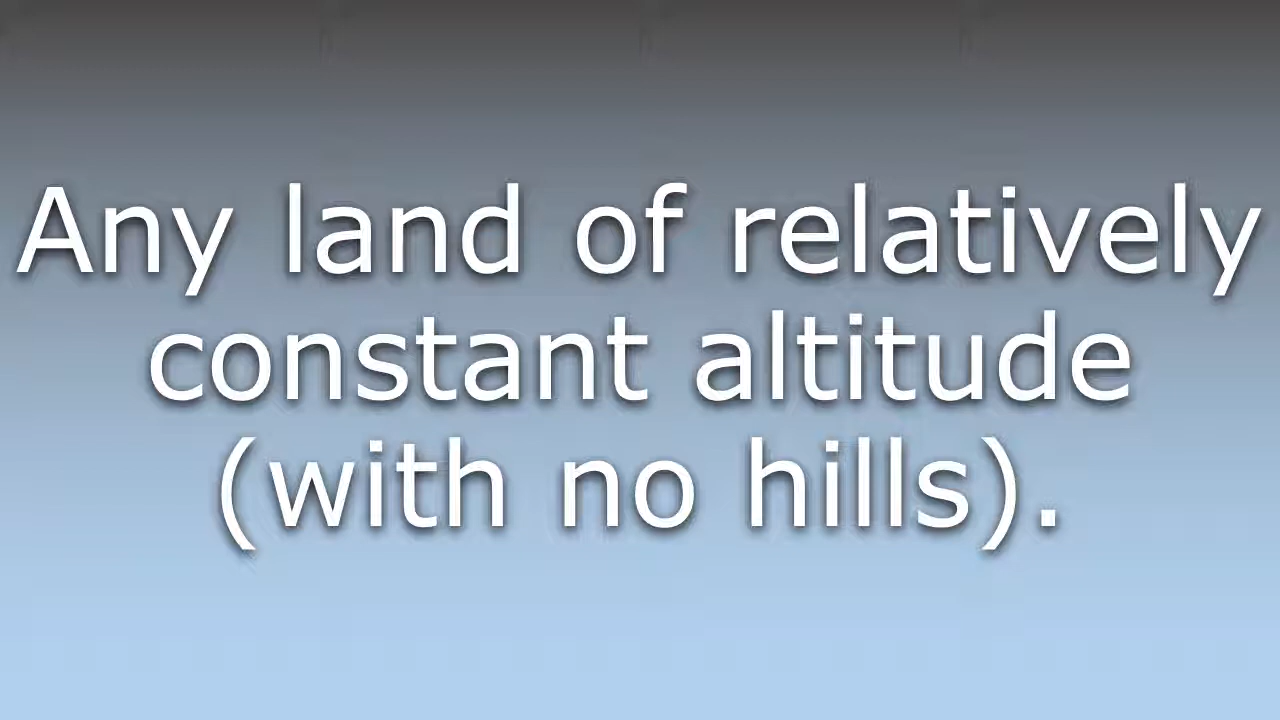 Any land of relatively
constant altitude
(with no hills).